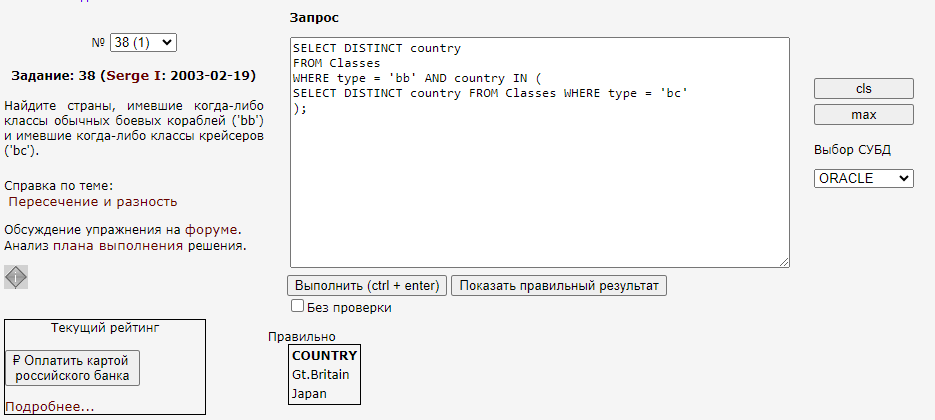 Запрос
№ 38 (1)
Задание: 38 (Serge I: 2003-02-19)
Найдите страны, имевшие когда-либо
классы обычных боевых кораблей ('bb')
и имевшие когда-либо классы крейсеров
('bc').
Справка по теме:
Пересечение и разность
Обсуждение упражнения на форуме.
Анализ плана выполнения решения.
Текущий рейтинг
₽ Оплатить картой
российского банка
Подробнее...
SELECT DISTINCT country
FROM Classes
WHERE type = 'bb' AND country IN (
SELECT DISTINCT country FROM Classes WHERE type = 'bc'
);
Выполнить (ctrl + enter) Показать правильный результат
Без проверки
Правильно
COUNTRY
Gt.Britain
Japan
cls
max
Выбор СУБД
ORACLE